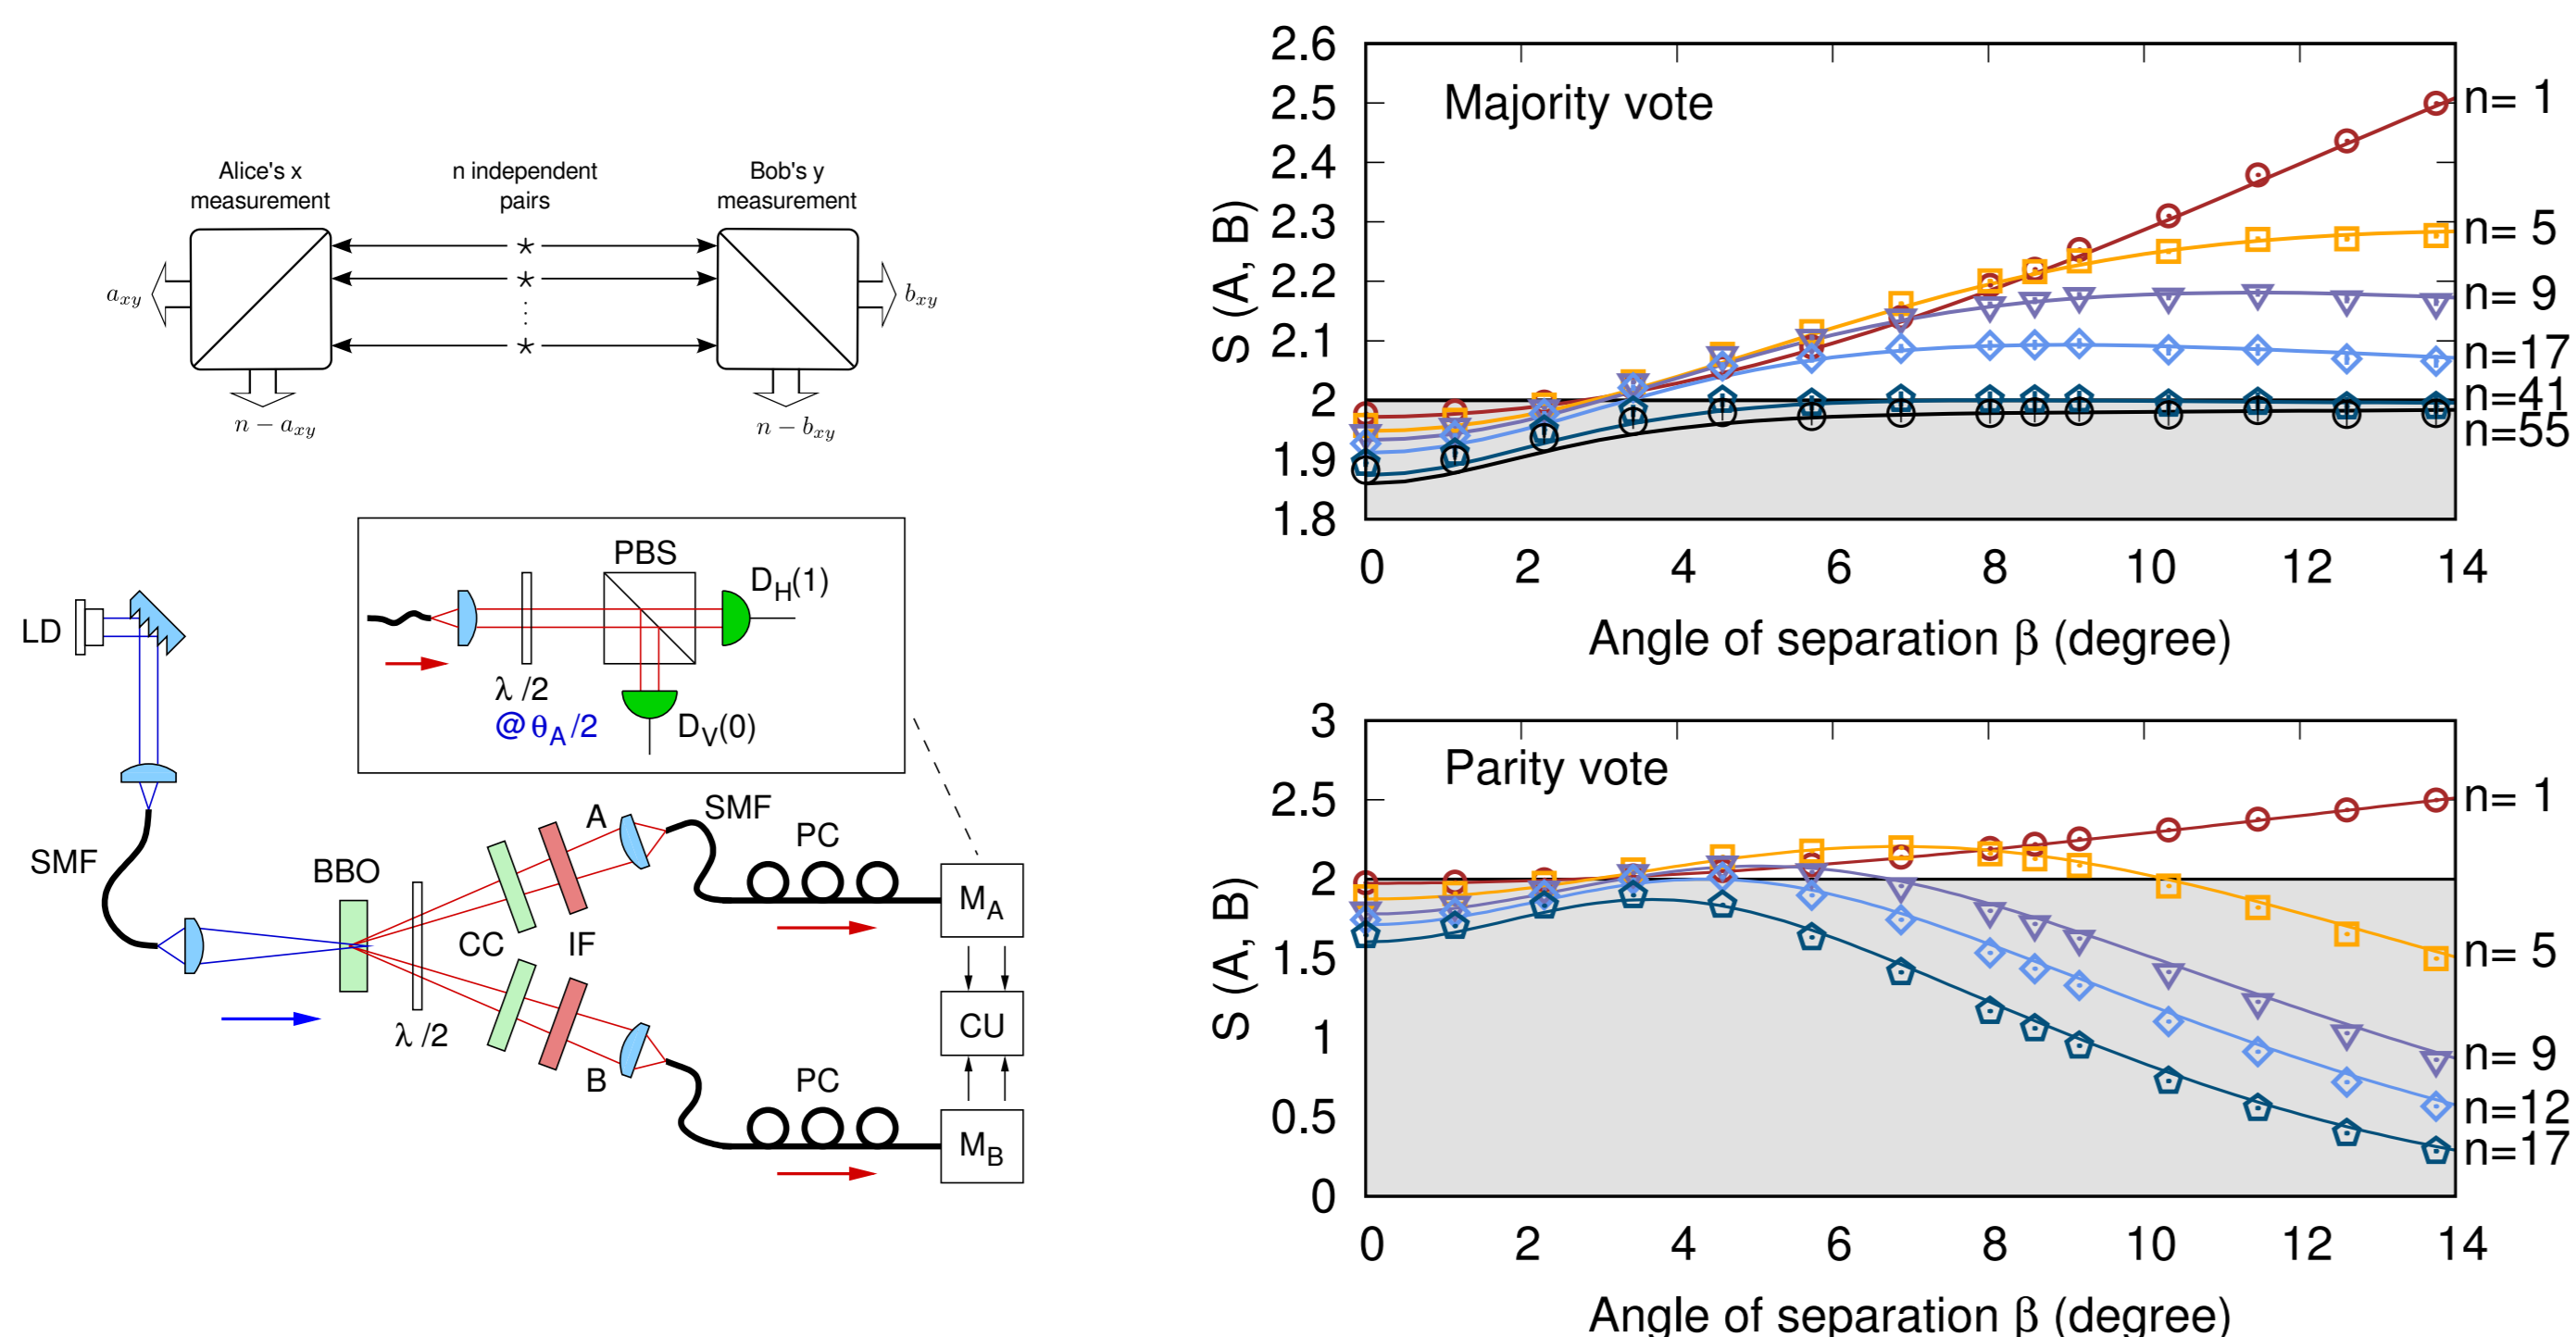 Alice's x
measurement
n independent
pairs
Bob's y
measurement
a_xy
b_xy
n − a_xy
n − b_xy
PBS
D_H(1)
λ /2
@ θ_A /2
D_V(0)
LD
SMF
BBO
λ /2
CC
IF
A
B
SMF
PC
PC
M_A
CU
M_B
Majority vote
S (A, B)
2.6
2.5
2.4
2.3
2.2
2.1
2
1.9
1.8
n= 1
n= 5
n= 9
n=17
n=41
n=55
0 2 4 6 8 10 12 14
Angle of separation β (degree)
Parity vote
S (A, B)
3
2.5
2
1.5
1
0.5
0
n= 1
n= 5
n= 9
n=12
n=17
0 2 4 6 8 10 12 14
Angle of separation β (degree)